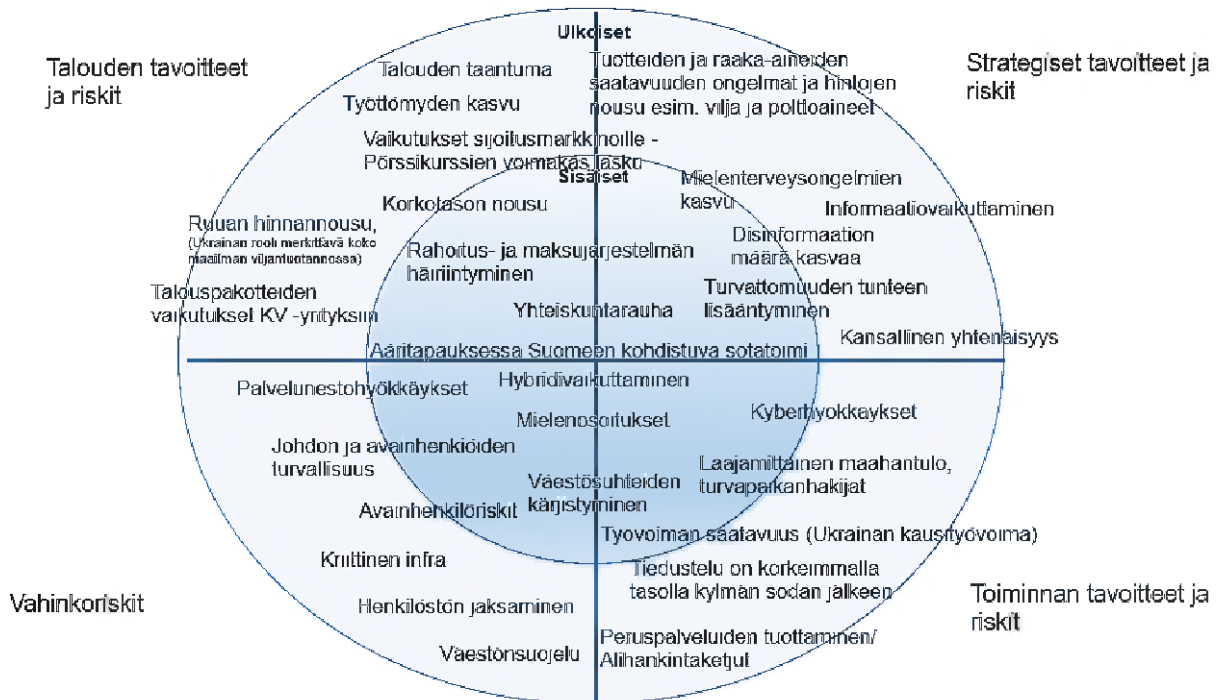 Ulkoiset
Talouden tavoitteet
ja riskit
Talouden taantuma
Työttömyden kasvu
Vaikutukset sijoitusmarkkinoille -
Pörssikurssien voimakas lasku
Korkotason nousu
Ruuan hinnannousu,
(Ukrainan rooli merkittävä koko
maailman viljantuotannossa)
Talouspakotteiden
vaikutukset KV -yrityksiin
Tuotteiden ja raaka-aineiden
saatavuuden ongelmat ja hintojen
nousu esim. vilja ja polttoaineet
Strategiset tavoitteet ja
riskit
Sisäiset
Mielenterveysongelmien
kasvu
Informaatiovaikuttaminen
Disinformaation
määrä kasvaa
Rahoitus- ja maksujärjestelmän
häiriintyminen
Turvattomuuden tunteen
lisääntyminen
Yhteiskuntarauha
Kansallinen yhtenäisyys
Ääritapauksessa Suomeen kohdistuva sotatoimi
Hybridivaikuttaminen
Palvelunestohyökkäykset
Mielenosoitukset
Kyberhyökkäykset
Johdon ja avainhenkiöiden
turvallisuus
Laajamittainen maahantulo,
turvapaikanhakijat
Väestösuhteiden
kärjistyminen
Avainhenkilöriskit
Työvoiman saatavuus (Ukrainan kausityövoima)
Kriittinen infra
Tiedustelu on korkeimmalla
tasolla kylmän sodan jälkeen
Vahinkoriskit
Henkilöstön jaksaminen
Toiminnan tavoitteet ja
riskit
Väestönsuojelu
Peruspalveluiden tuottaminen/
Alihankintaketjut